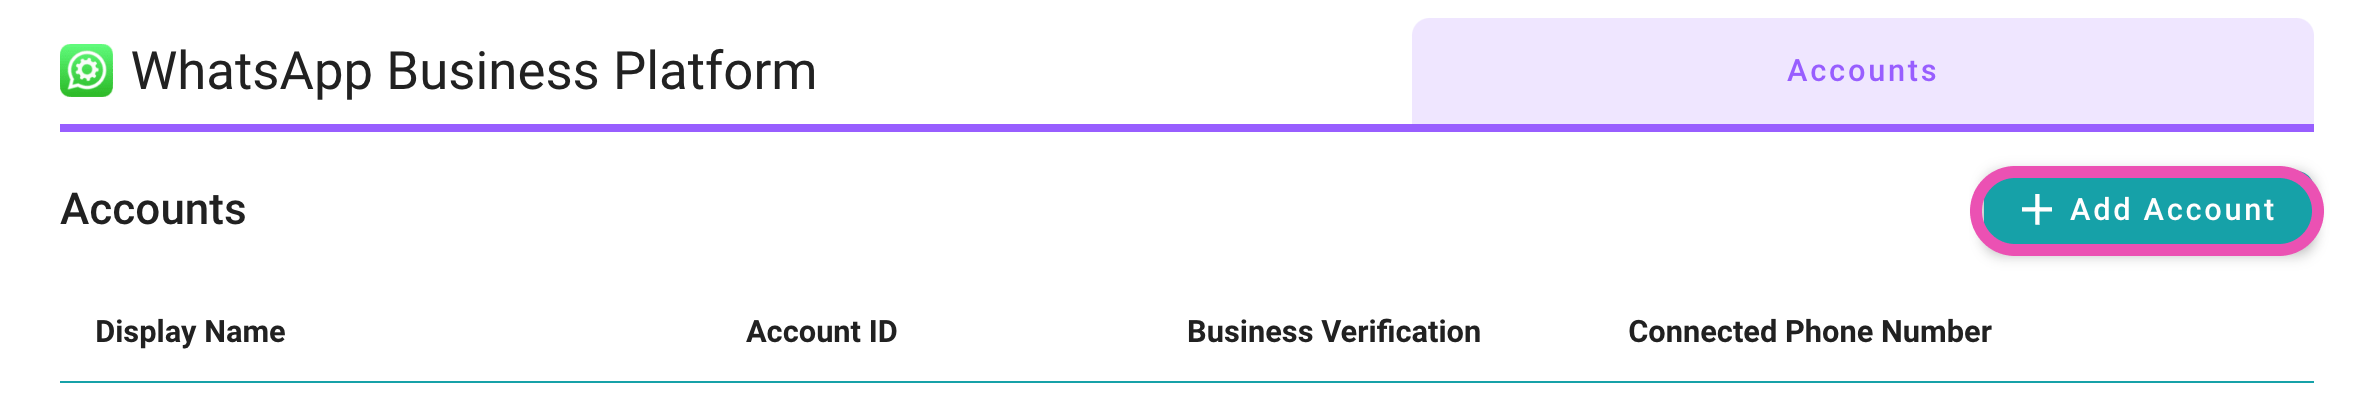 WhatsApp Business Platform
Accounts
Accounts
+ Add Account
Display Name Account ID Business Verification Connected Phone Number